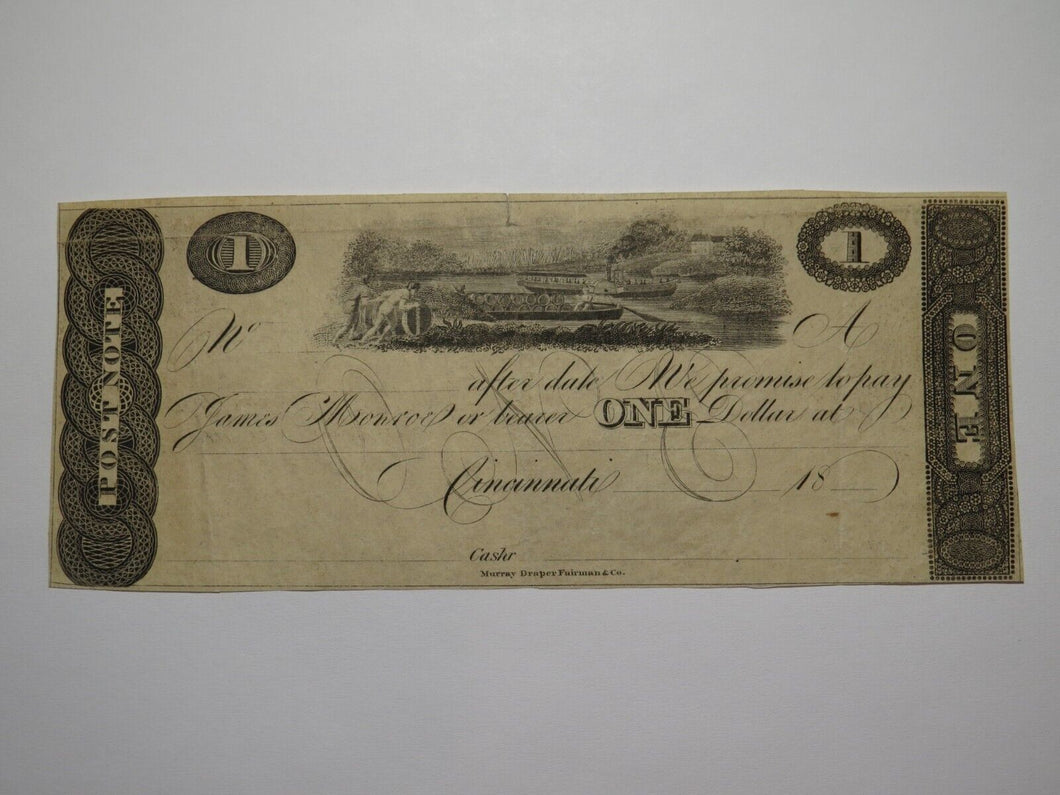 POST NOTE
1
1
No A
after date We promise to pay
James Monroe or bearer ONE Dollar at
Cincinnati 18
Cashr
Murray Draper Fairman & Co.
ONE